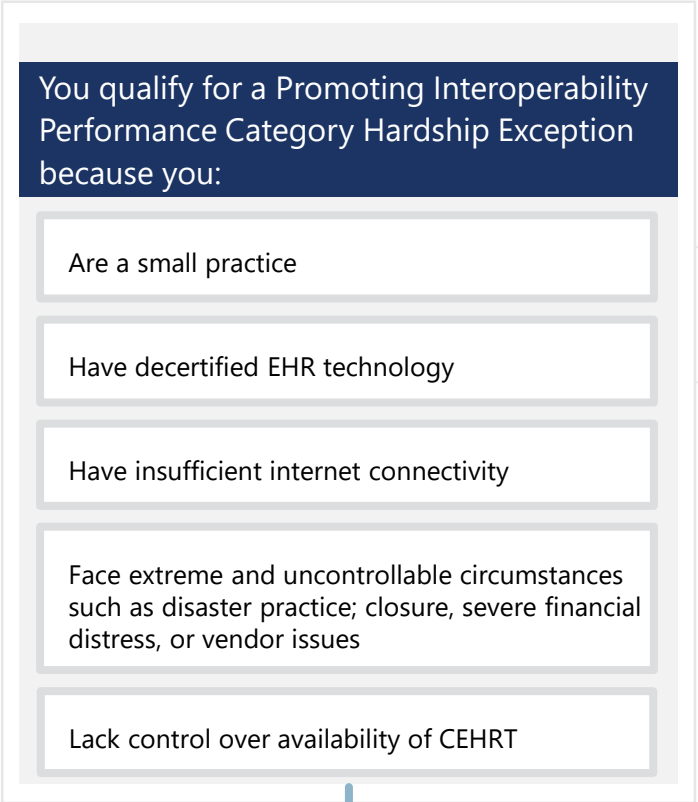 You qualify for a Promoting Interoperability
Performance Category Hardship Exception
because you:
Are a small practice
Have decertified EHR technology
Have insufficient internet connectivity
Face extreme and uncontrollable circumstances
such as disaster practice; closure, severe financial
distress, or vendor issues
Lack control over availability of CEHRT